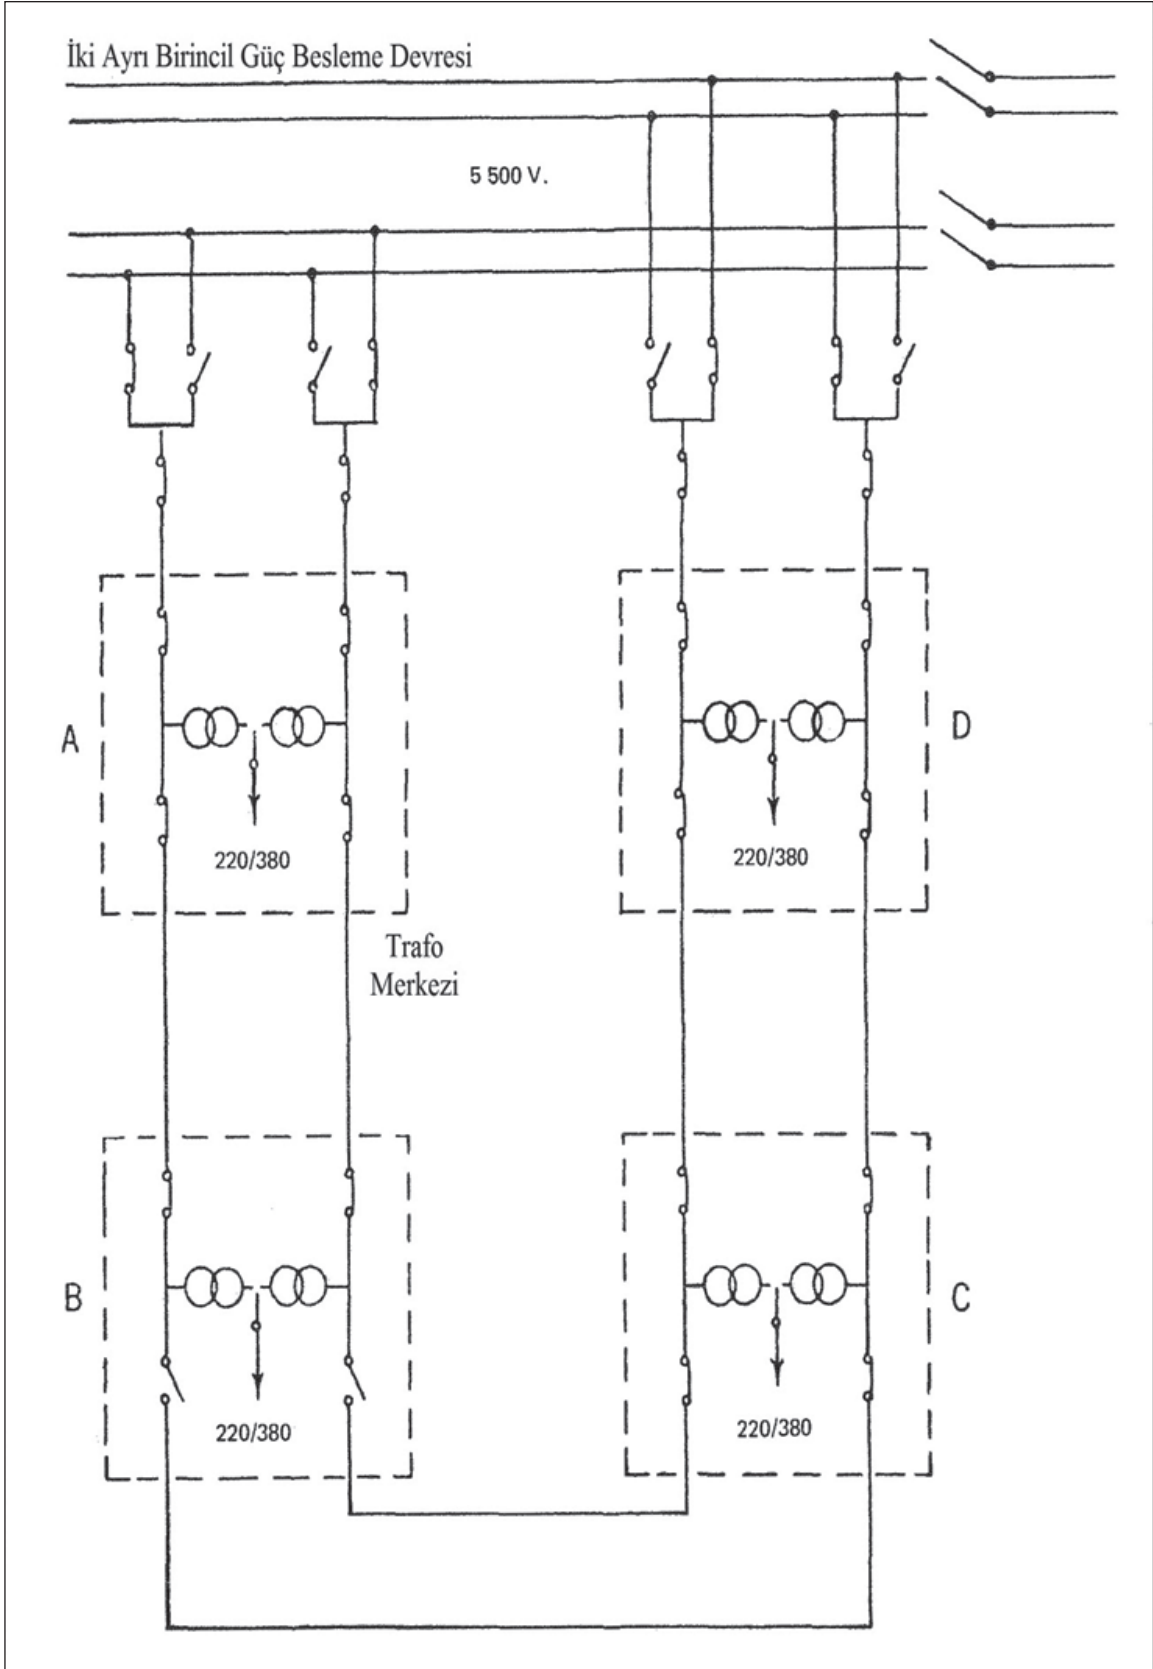 İki Ayrı Birincil Güç Besleme Devresi
5 500 V.
A
220/380
D
220/380
Trafo
Merkezi
B
220/380
C
220/380